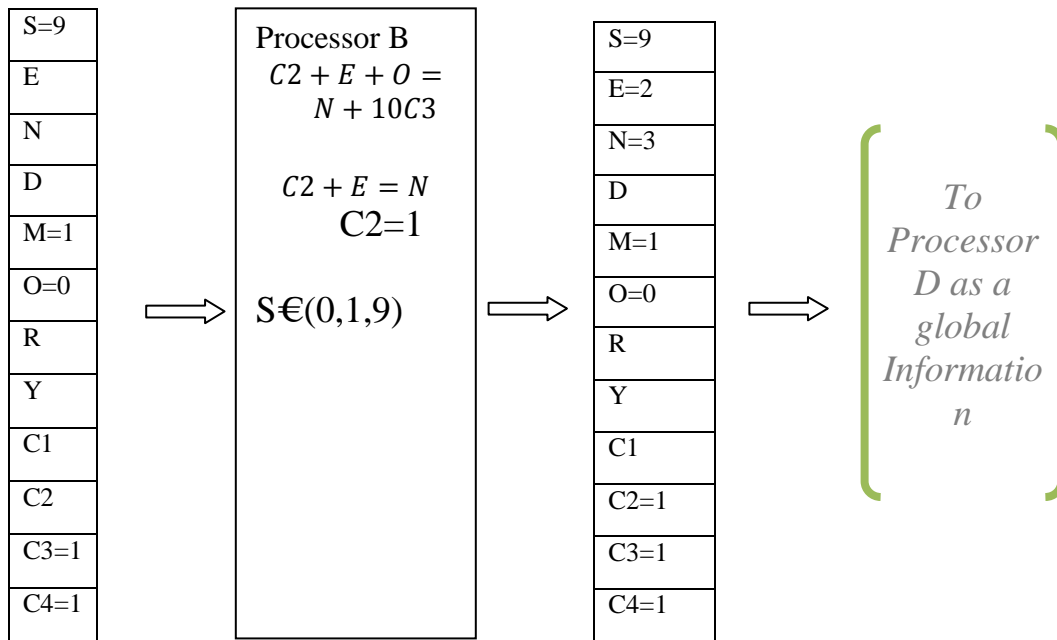 S=9
E
N
D
M=1
O=0
R
Y
C1
C2
C3=1
C4=1
Processor B
𝐶2 + 𝐸 + 𝑂 =
𝑁 + 10𝐶3
𝐶2 + 𝐸 = 𝑁
C2=1
S€(0,1,9)
S=9
E=2
N=3
D
M=1
O=0
R
Y
C1
C2=1
C3=1
C4=1
To
Processor
D as a
global
Informatio
n